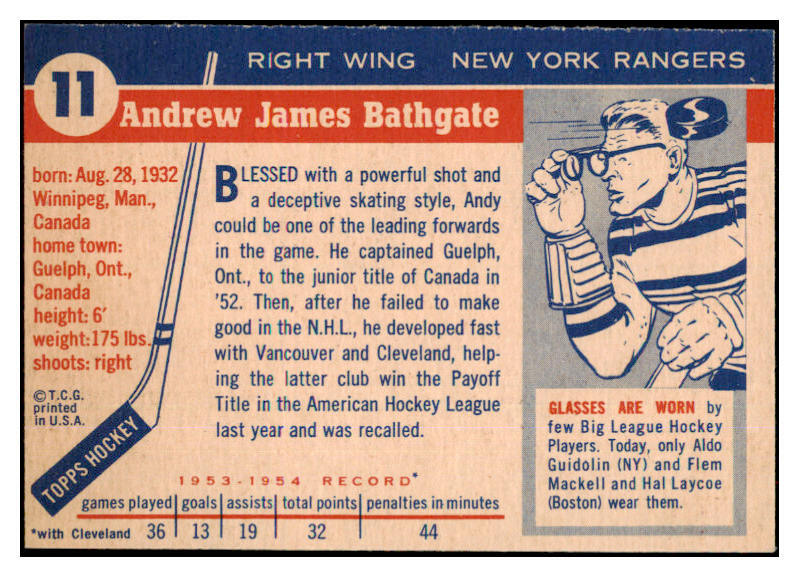 RIGHT WING NEW YORK RANGERS
11
Andrew James Bathgate
born: Aug. 28, 1932
Winnipeg, Man.,
Canada
home town:
Guelph, Ont.,
Canada
height: 6'
weight: 175 lbs.
shoots: right
© T.C.G.
printed
in U.S.A.
TOPPS HOCKEY
BLESSED with a powerful shot and
a deceptive skating style, Andy
could be one of the leading forwards
in the game. He captained Guelph,
Ont., to the junior title of Canada in
'52. Then, after he failed to make
good in the N.H.L., he developed fast
with Vancouver and Cleveland, help-
ing the latter club win the Payoff
Title in the American Hockey League
last year and was recalled.
GLASSES ARE WORN by
few Big League Hockey
Players. Today, only Aldo
Guidolin (NY) and Flem
Mackell and Hal Laycoe
(Boston) wear them.
1953-1954 RECORD*
games played goals assists total points penalties in minutes
*with Cleveland 36 13 19 32 44